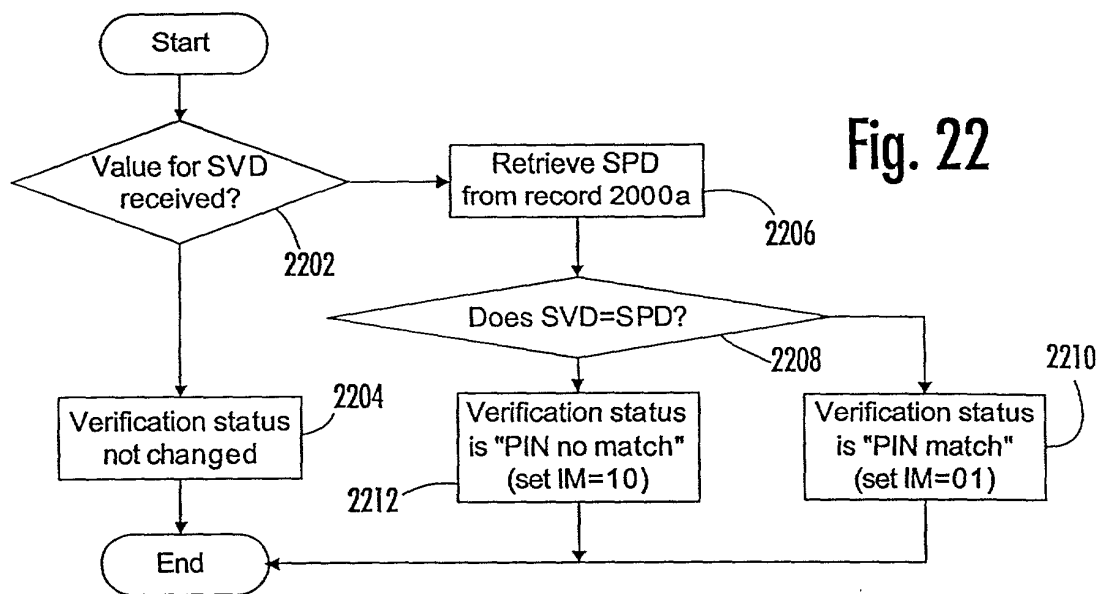 Start
Fig. 22
Value for SVD
received?
2202
Retrieve SPD
from record 2000a
2206
Does SVD=SPD?
2208
2210
2204
Verification status
not changed
Verification status
is "PIN no match"
(set IM=10)
2212
Verification status
is "PIN match"
(set IM=01)
End